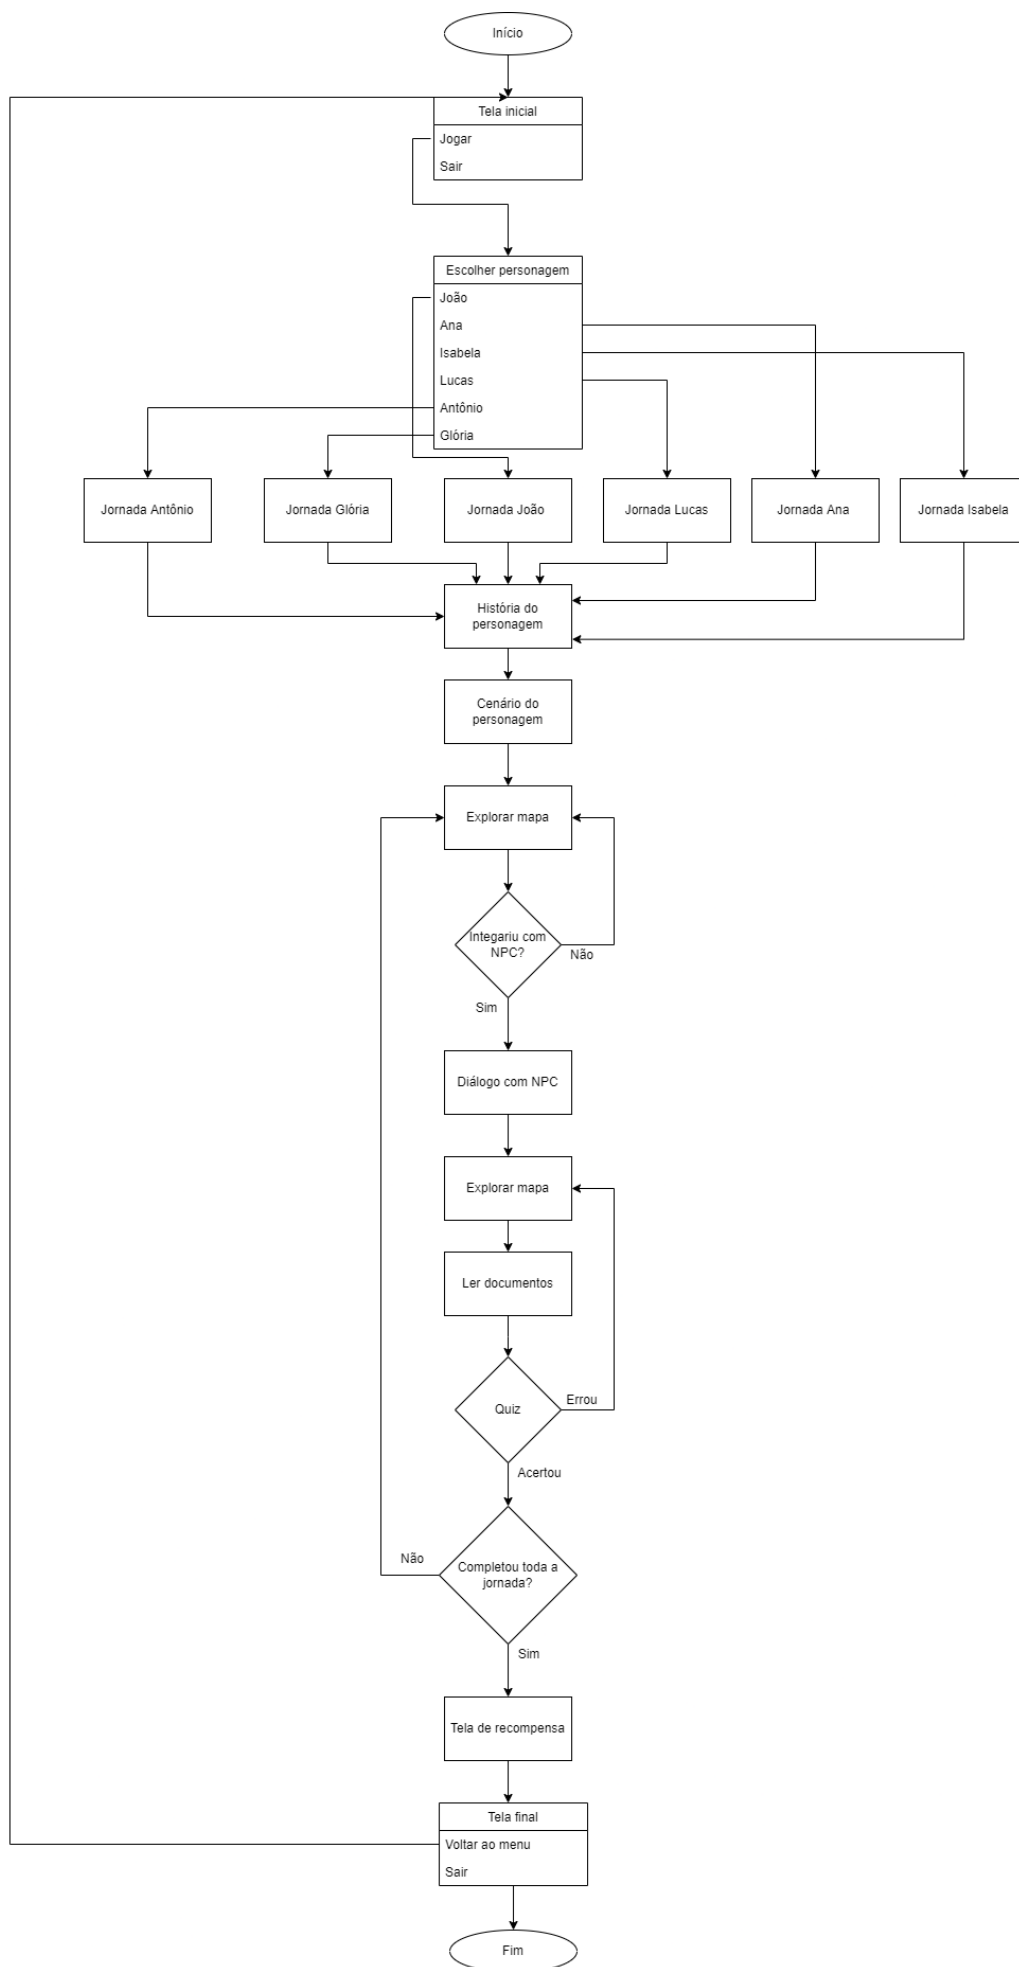 Início
Tela inicial
Jogar
Sair
Escolher personagem
João
Ana
Isabela
Lucas
Antônio
Glória
Jornada Antônio
Jornada Glória
Jornada João
Jornada Lucas
Jornada Ana
Jornada Isabela
História do
personagem
Cenário do
personagem
Explorar mapa
Integariu com
NPC?
Não
Sim
Diálogo com NPC
Explorar mapa
Ler documentos
Quiz
Errou
Acertou
Não
Completou toda a
jornada?
Sim
Tela de recompensa
Tela final
Voltar ao menu
Sair
Fim